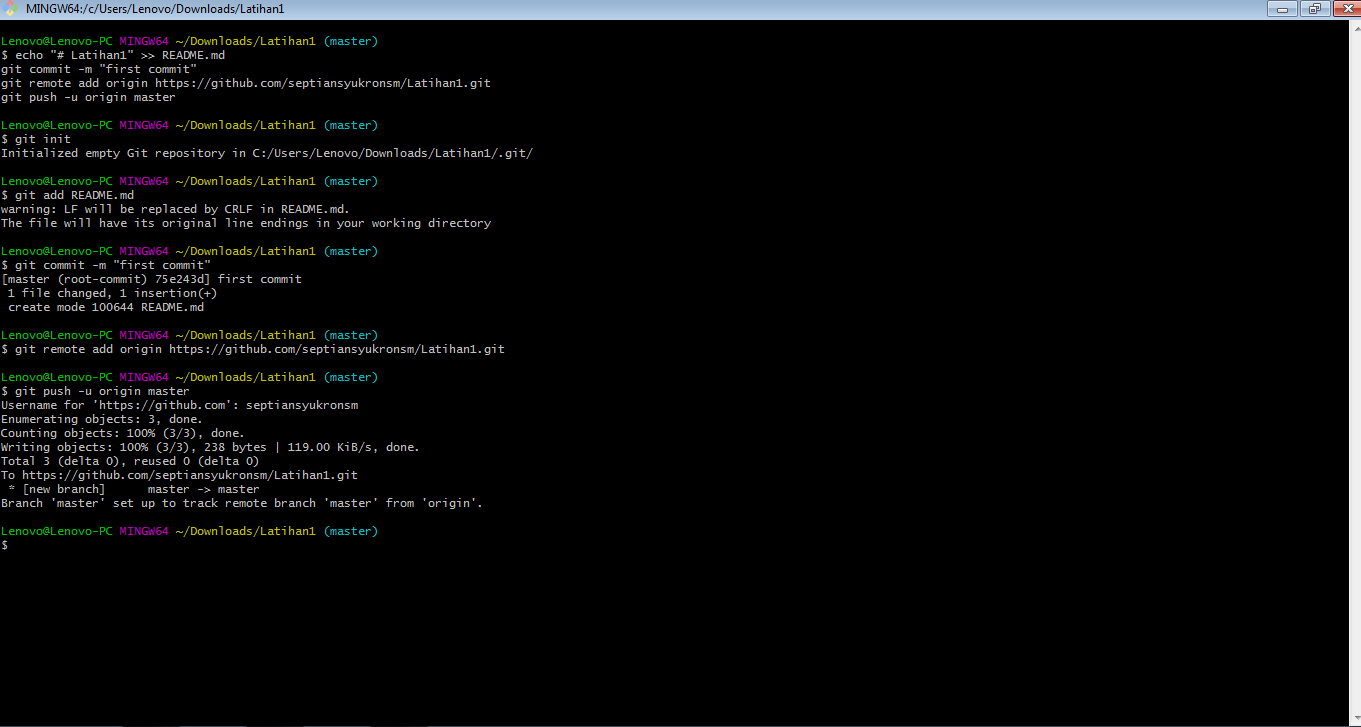 MINGW64:/c/Users/Lenovo/Downloads/Latihan1
Lenovo@Lenovo-PC MINGW64 ~/Downloads/Latihan1 (master)
$ echo "# Latihan1" >> README.md
git commit -m "first commit"
git remote add origin https://github.com/septiansyukronsm/Latihan1.git
git push -u origin master
Lenovo@Lenovo-PC MINGW64 ~/Downloads/Latihan1 (master)
$ git init
Initialized empty Git repository in C:/Users/Lenovo/Downloads/Latihan1/.git/
Lenovo@Lenovo-PC MINGW64 ~/Downloads/Latihan1 (master)
$ git add README.md
warning: LF will be replaced by CRLF in README.md.
The file will have its original line endings in your working directory
Lenovo@Lenovo-PC MINGW64 ~/Downloads/Latihan1 (master)
$ git commit -m "first commit"
[master (root-commit) 75e243d] first commit
 1 file changed, 1 insertion(+)
 create mode 100644 README.md
Lenovo@Lenovo-PC MINGW64 ~/Downloads/Latihan1 (master)
$ git remote add origin https://github.com/septiansyukronsm/Latihan1.git
Lenovo@Lenovo-PC MINGW64 ~/Downloads/Latihan1 (master)
$ git push -u origin master
Username for 'https://github.com': septiansyukronsm
Enumerating objects: 3, done.
Counting objects: 100% (3/3), done.
Writing objects: 100% (3/3), 238 bytes | 119.00 KiB/s, done.
Total 3 (delta 0), reused 0 (delta 0)
To https://github.com/septiansyukronsm/Latihan1.git
 * [new branch]      master -> master
Branch 'master' set up to track remote branch 'master' from 'origin'.
Lenovo@Lenovo-PC MINGW64 ~/Downloads/Latihan1 (master)
$